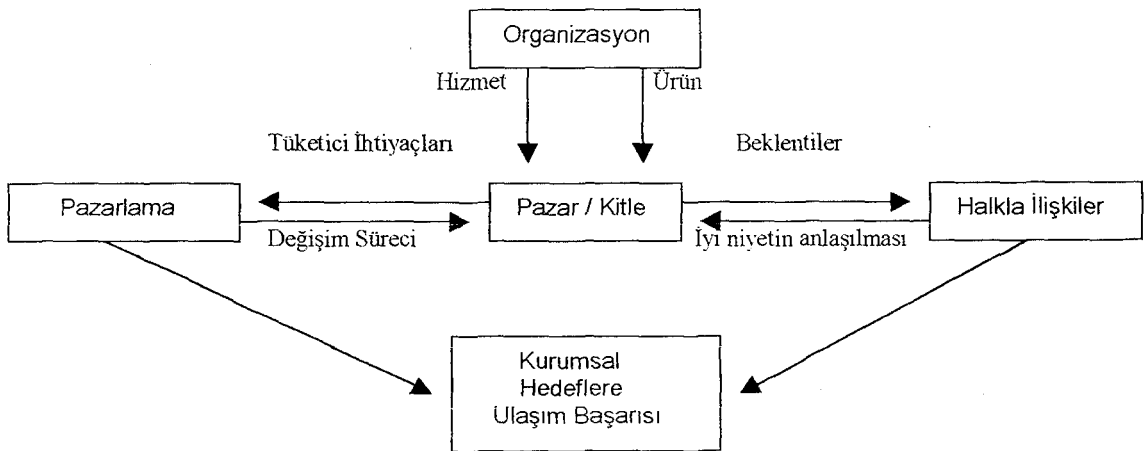 Organizasyon
Hizmet
Ürün
Tüketici İhtiyaçları
Beklentiler
Pazarlama
Pazar / Kitle
Halkla İlişkiler
Değişim Süreci
İyi niyetin anlaşılması
Kurumsal
Hedeflere
Ulaşım Başarısı